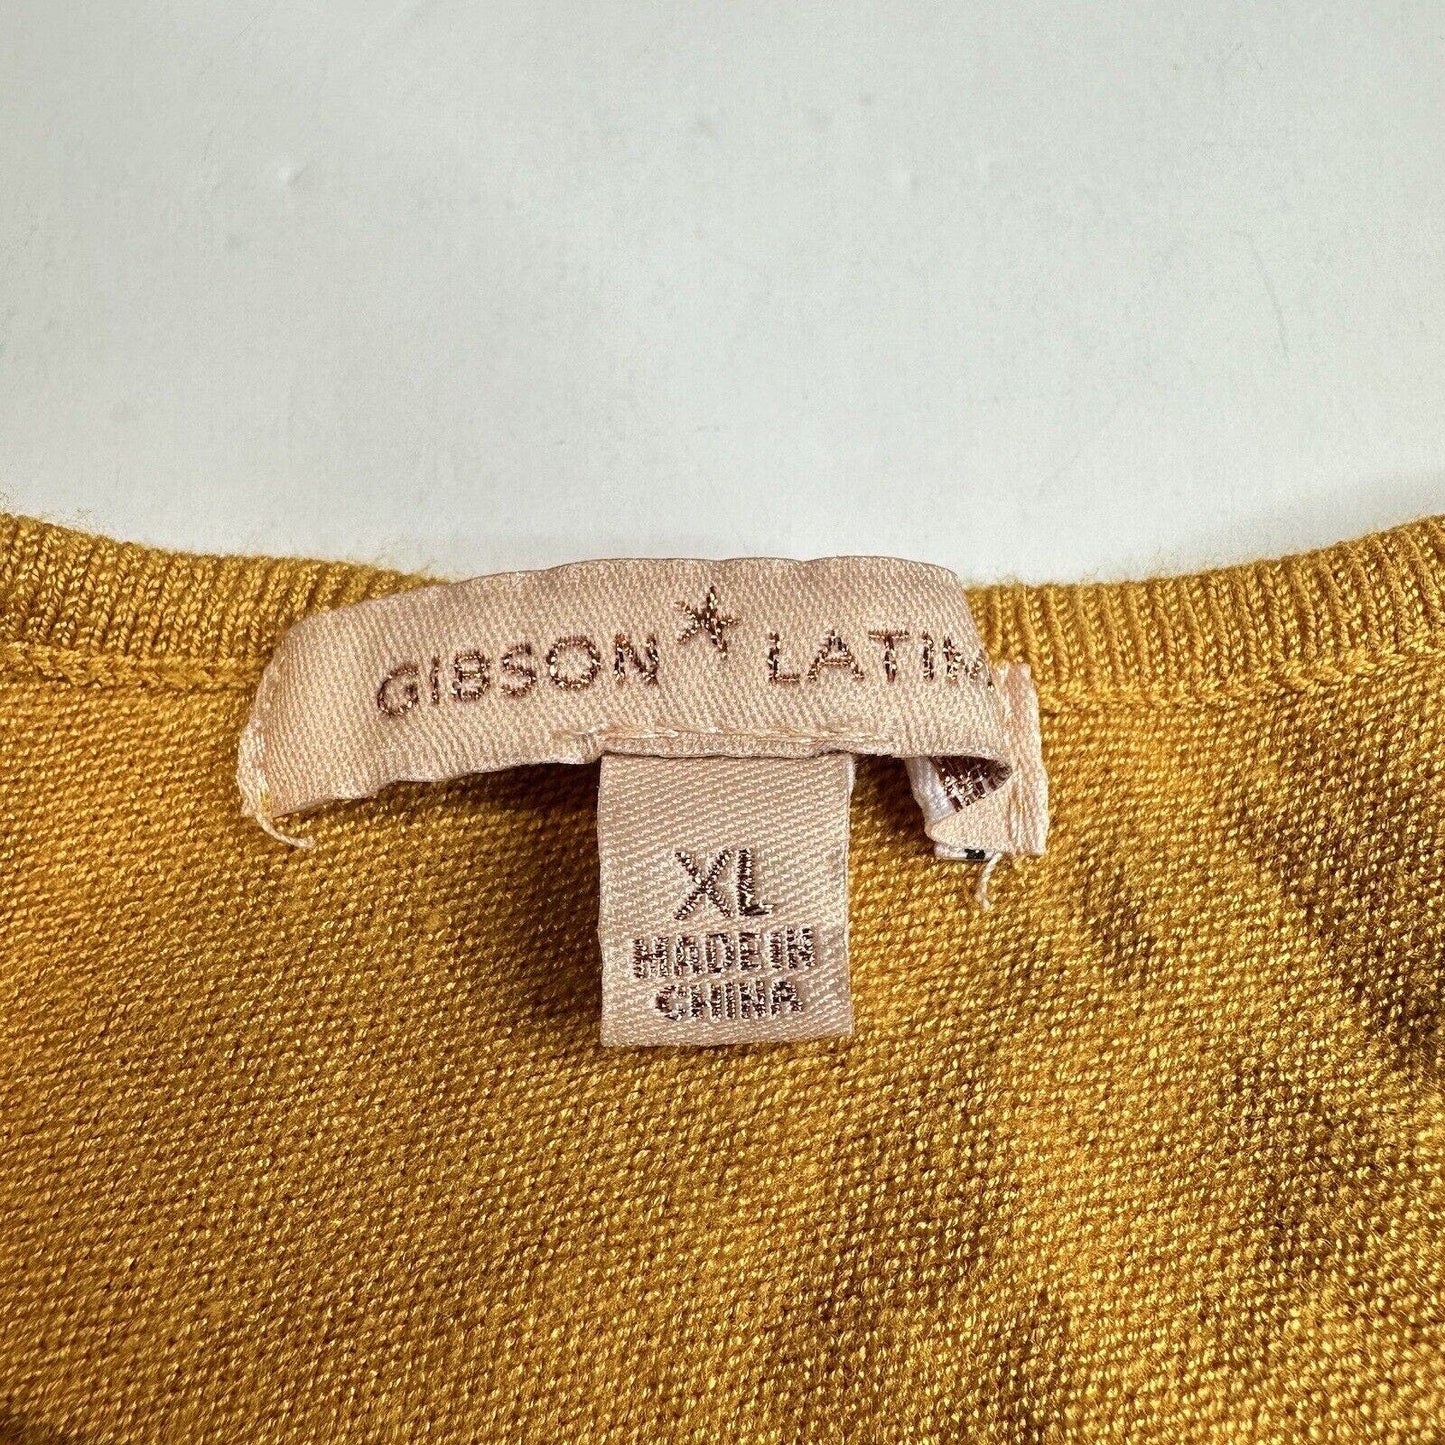 GIBSON LATIM
XL
MADE IN
CHINA